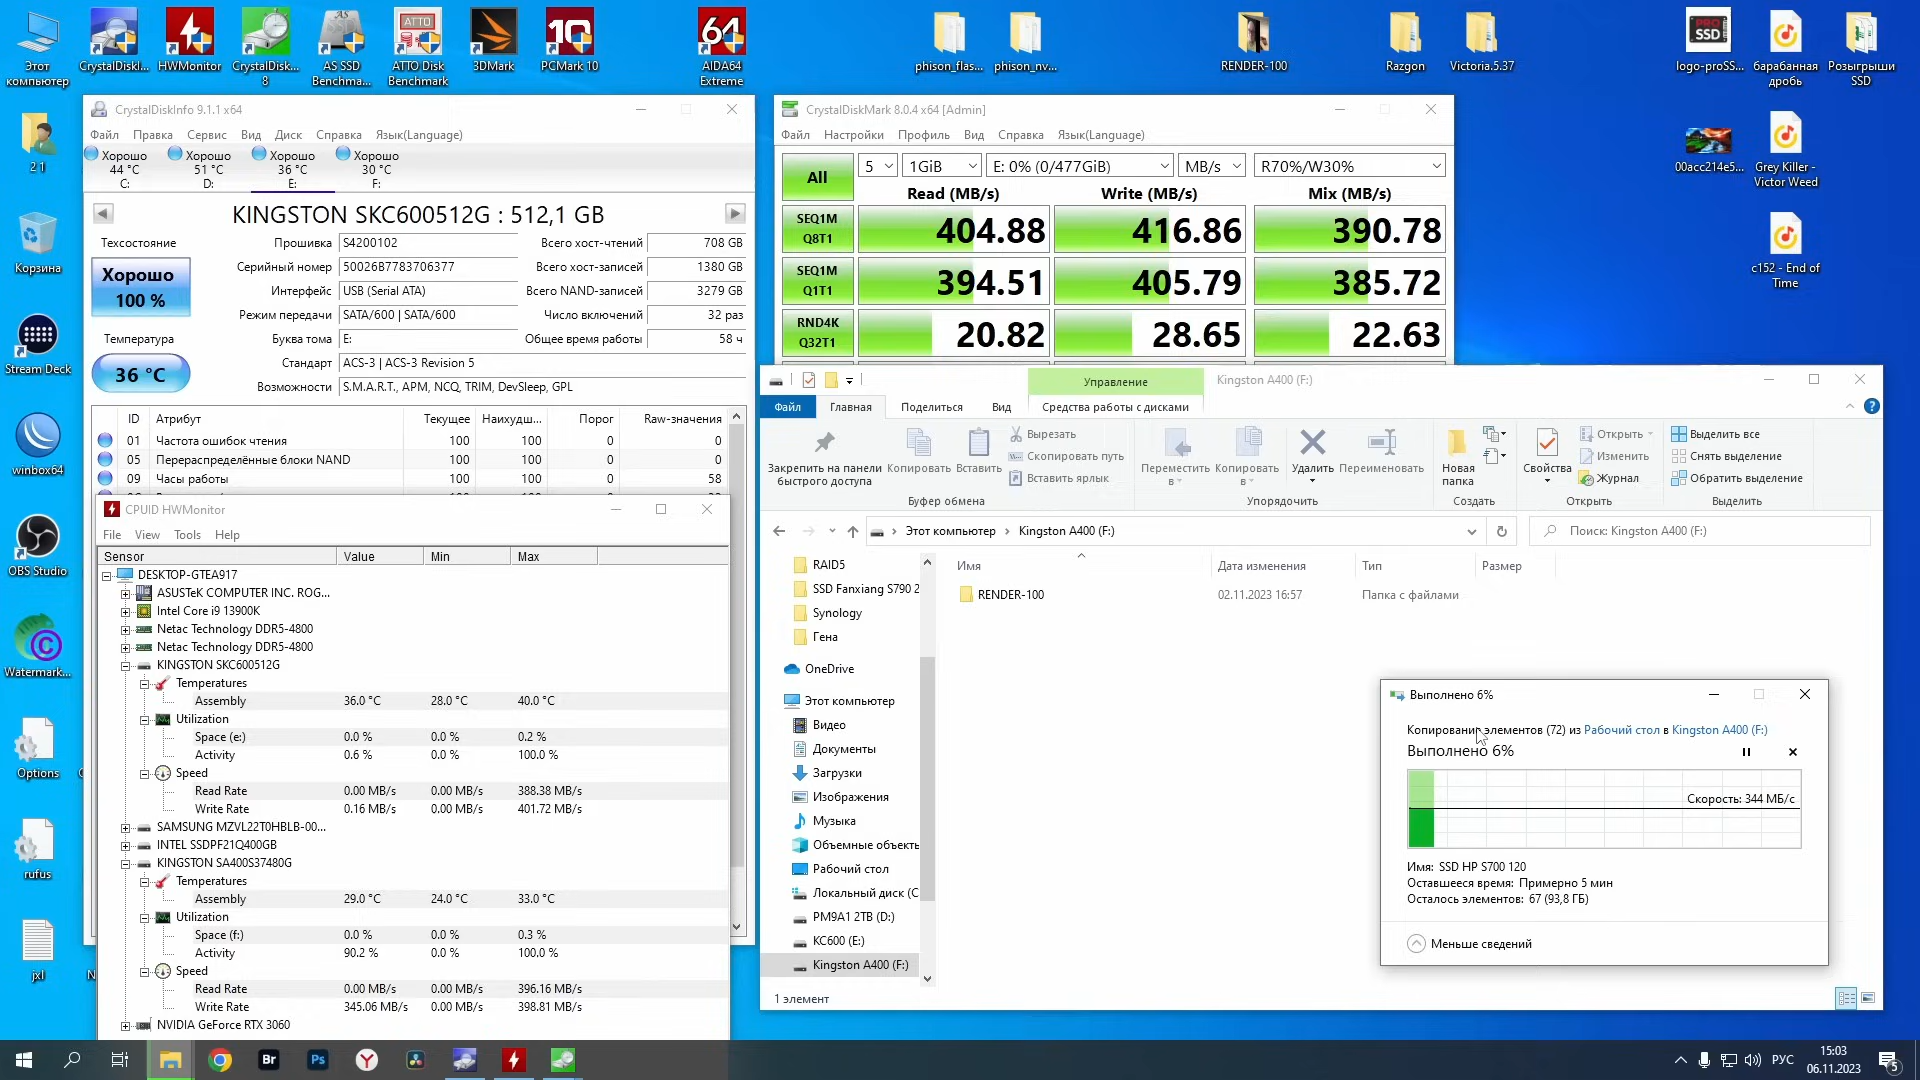 Этот компьютер
CrystalDiskI...
HWMonitor
CrystalDisk... 8
AS SSD Benchma...
ATTO Disk Benchmark
3DMark
PCMark 10
AIDA64 Extreme
phison_flas...
phison_nv...
RENDER-100
Razgon
Victoria.5.37
logo-proSS...
барабанная дробь
Розыгрыши SSD
2 1
Корзина
Stream Deck
winbox64
OBS Studio
Watermark...
Options
rufus
jxl
00acc214e5...
Grey Killer - Victor Weed
c152 - End of Time
CrystalDiskInfo 9.1.1 x64
Файл Правка Сервис Вид Диск Справка Язык(Language)
Хорошо Хорошо Хорошо Хорошо
44 °C 51 °C 36 °C 30 °C
C: D: E: F:
KINGSTON SKC600512G : 512,1 GB
Техсостояние
Хорошо
100 %
Температура
36 °C
Прошивка S4200102 Всего хост-чтений 708 GB
Серийный номер 50026B7783706377 Всего хост-записей 1380 GB
Интерфейс USB (Serial ATA) Всего NAND-записей 3279 GB
Режим передачи SATA/600 | SATA/600 Число включений 32 раз
Буква тома E: Общее время работы 58 ч
Стандарт ACS-3 | ACS-3 Revision 5
Возможности S.M.A.R.T., APM, NCQ, TRIM, DevSleep, GPL
ID Атрибут Текущее Наихудш... Порог Raw-значения
01 Частота ошибок чтения 100 100 0 0
05 Перераспределённые блоки NAND 100 100 0 0
09 Часы работы 100 100 0 58
CPUID HWMonitor
File View Tools Help
Sensor Value Min Max
DESKTOP-GTEA917
ASUSTeK COMPUTER INC. ROG...
Intel Core i9 13900K
Netac Technology DDR5-4800
Netac Technology DDR5-4800
KINGSTON SKC600512G
Temperatures
Assembly 36.0 °C 28.0 °C 40.0 °C
Utilization
Space (e:) 0.0 % 0.0 % 0.2 %
Activity 0.6 % 0.0 % 100.0 %
Speed
Read Rate 0.00 MB/s 0.00 MB/s 388.38 MB/s
Write Rate 0.16 MB/s 0.00 MB/s 401.72 MB/s
SAMSUNG MZVL22T0HBLB-00...
INTEL SSDPF21Q400GB
KINGSTON SA400S37480G
Temperatures
Assembly 29.0 °C 24.0 °C 33.0 °C
Utilization
Space (f:) 0.0 % 0.0 % 0.3 %
Activity 90.2 % 0.0 % 100.0 %
Speed
Read Rate 0.00 MB/s 0.00 MB/s 396.16 MB/s
Write Rate 345.06 MB/s 0.00 MB/s 398.81 MB/s
NVIDIA GeForce RTX 3060
CrystalDiskMark 8.0.4 x64 [Admin]
Файл Настройки Профиль Вид Справка Язык(Language)
All 5 1GiB E: 0% (0/477GiB) MB/s R70%/W30%
Read (MB/s) Write (MB/s) Mix (MB/s)
SEQ1M Q8T1 404.88 416.86 390.78
SEQ1M Q1T1 394.51 405.79 385.72
RND4K Q32T1 20.82 28.65 22.63
Управление Kingston A400 (F:)
Файл Главная Поделиться Вид Средства работы с дисками
Закрепить на панели быстрого доступа
Копировать
Вставить
Вырезать
Скопировать путь
Вставить ярлык
Буфер обмена
Переместить в
Копировать в
Удалить
Переименовать
Упорядочить
Новая папка
Создать
Свойства
Открыть
Изменить
Журнал
Открыть
Выделить все
Снять выделение
Обратить выделение
Выделить
Этот компьютер Kingston A400 (F:)
Поиск: Kingston A400 (F:)
Имя Дата изменения Тип Размер
RENDER-100 02.11.2023 16:57 Папка с файлами
RAID5
SSD Fanxiang S790 2
Synology
Гена
OneDrive
Этот компьютер
Видео
Документы
Загрузки
Изображения
Музыка
Объемные объекть
Рабочий стол
Локальный диск (C
PM9A1 2TB (D:)
KC600 (E:)
Kingston A400 (F:)
1 элемент
Выполнено 6%
Копирование элементов (72) из Рабочий стол в Kingston A400 (F:)
Выполнено 6%
Скорость: 344 МБ/с
Имя: SSD HP S700 120
Оставшееся время: Примерно 5 мин
Осталось элементов: 67 (93,8 ГБ)
Меньше сведений
Br
Ps
РУС
15:03
06.11.2023
5